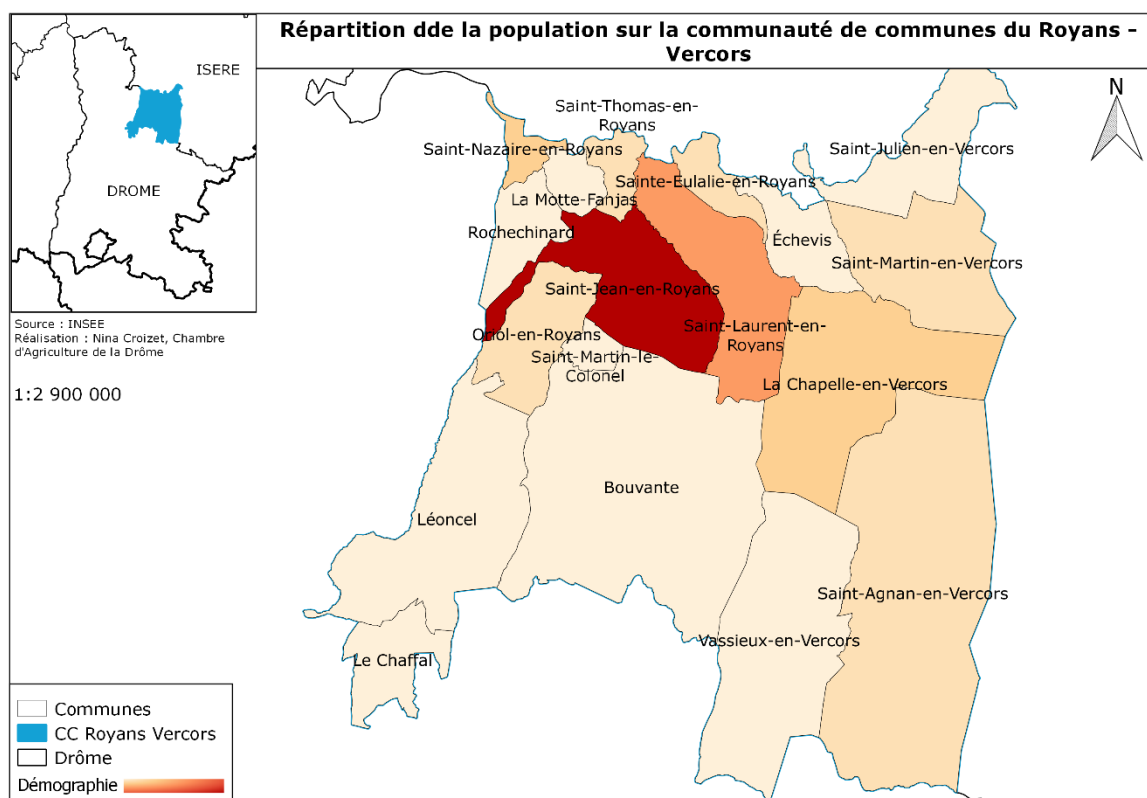 Répartition dde la population sur la communauté de communes du Royans -
Vercors
ISERE
DROME
Source : INSEE
Réalisation : Nina Croizet, Chambre
d'Agriculture de la Drôme
1:2 900 000
N
Saint-Thomas-en-
Royans
Saint-Nazaire-en-Royans
Saint-Julien-en-Vercors
Sainte-Eulalie-en-Royans
La Motte-Fanjas
Rochechinard
Échevis
Saint-Martin-en-Vercors
Saint-Jean-en-Royans
Oriol-en-Royans
Saint-Laurent-en-
Royans
Saint-Martin-le-
Colonel
La Chapelle-en-Vercors
Bouvante
Léoncel
Saint-Agnan-en-Vercors
Vassieux-en-Vercors
Le Chaffal
Communes
CC Royans Vercors
Drôme
Démographie